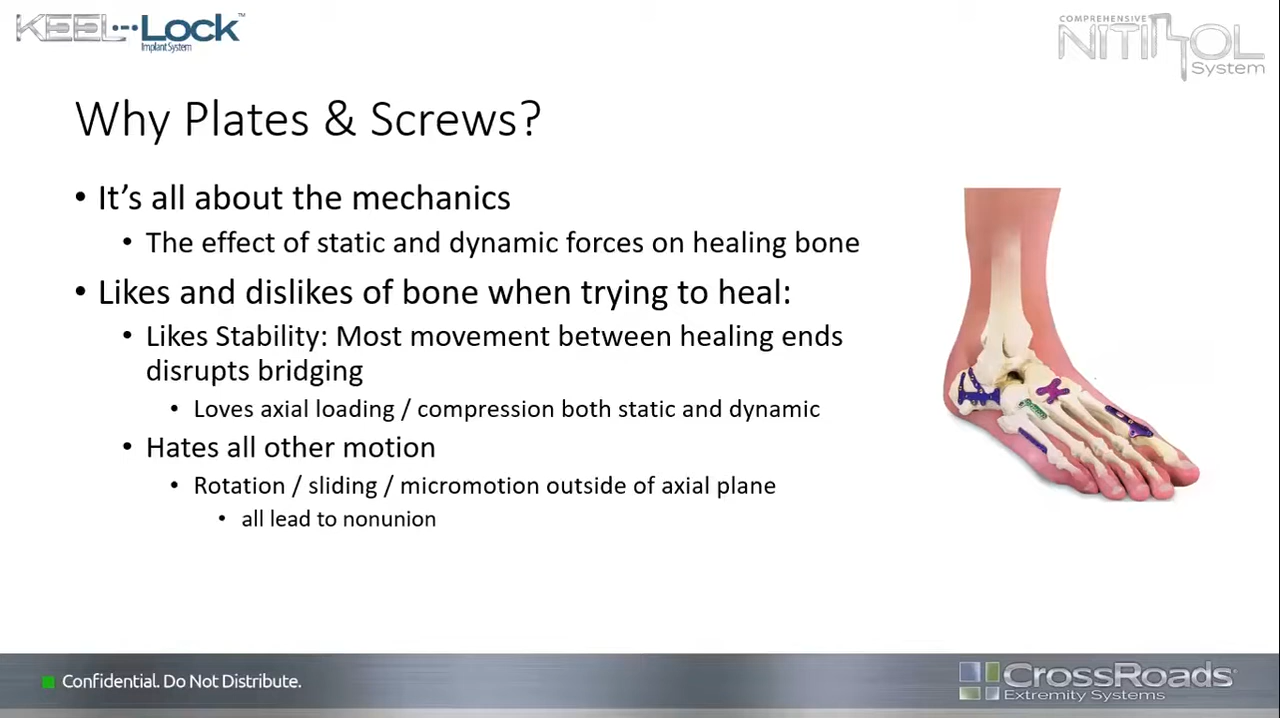 KEEL LOCK™
Implant System
COMPREHENSIVE
NITINOL
System
Why Plates & Screws?
• It's all about the mechanics
• The effect of static and dynamic forces on healing bone
• Likes and dislikes of bone when trying to heal:
• Likes Stability: Most movement between healing ends
disrupts bridging
• Loves axial loading / compression both static and dynamic
• Hates all other motion
• Rotation / sliding / micromotion outside of axial plane
• all lead to nonunion
Confidential. Do Not Distribute.
CrossRoads®
Extremity Systems